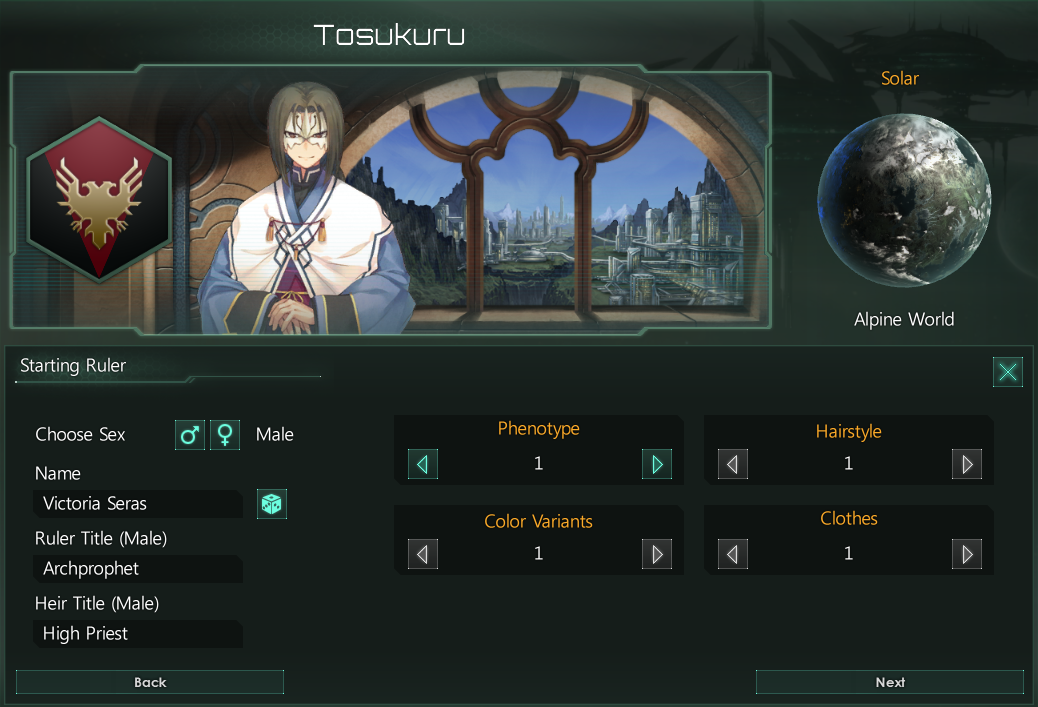 Tosukuru
Solar
Alpine World
Starting Ruler
Choose Sex
Male
Name
Victoria Seras
Ruler Title (Male)
Archprophet
Heir Title (Male)
High Priest
Phenotype
1
Hairstyle
1
Color Variants
1
Clothes
1
Back
Next